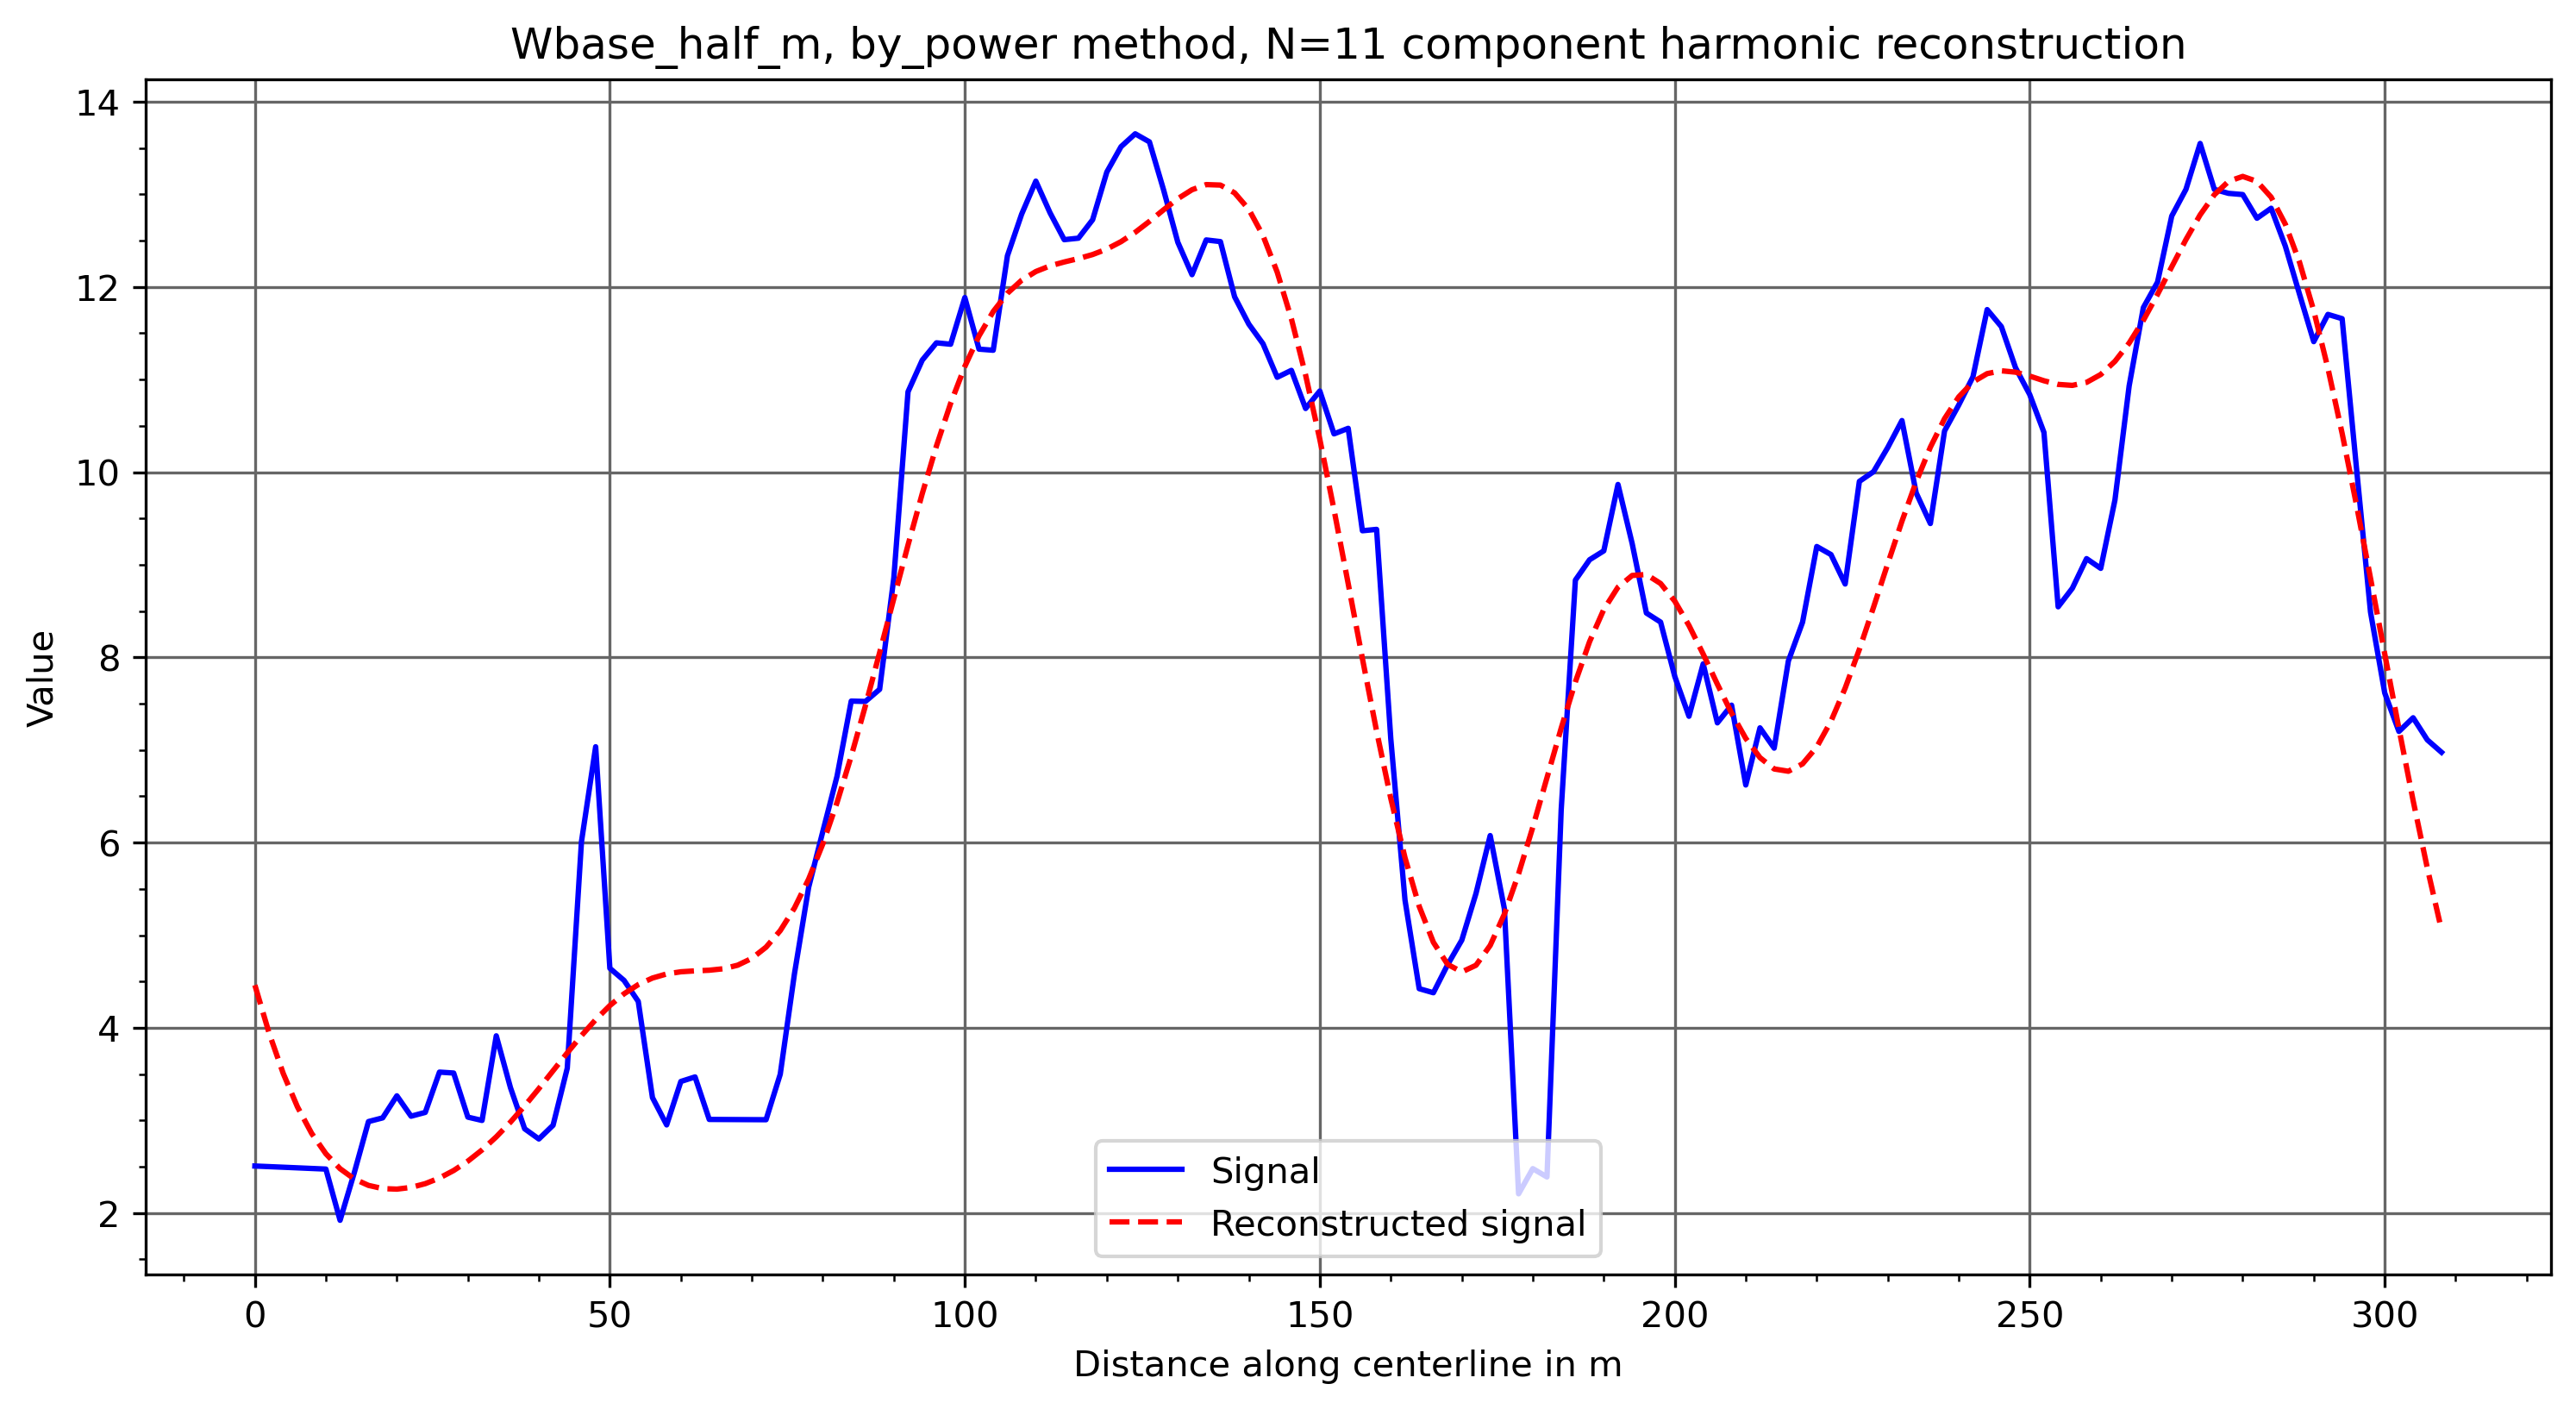 Wbase_half_m, by_power method, N=11 component harmonic reconstruction
14
12
10
8
6
4
2
Value
Signal
Reconstructed signal
0 50 100 150 200 250 300
Distance along centerline in m